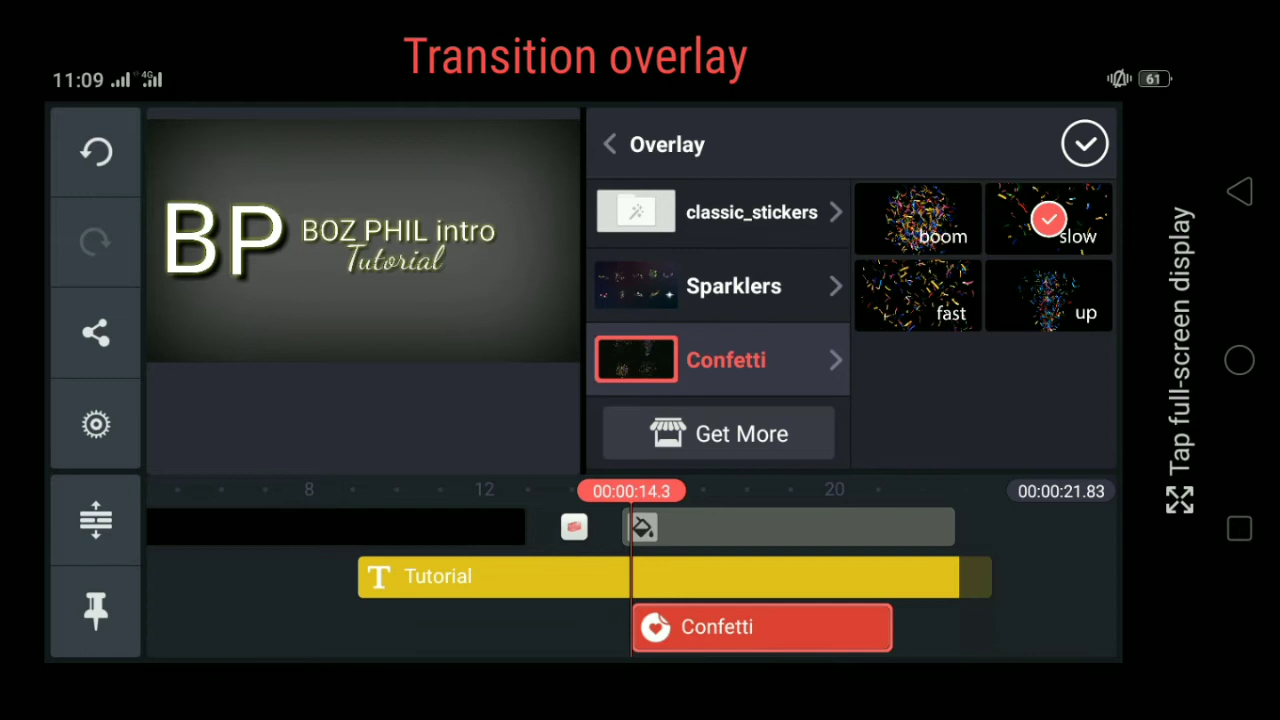 Transition overlay
11:09
4G
61
BP
BOZ PHIL intro
Tutorial
Overlay
classic_stickers
Sparklers
Confetti
Get More
boom
slow
fast
up
Tap full-screen display
8
12
00:00:14.3
20
00:00:21.83
T Tutorial
Confetti